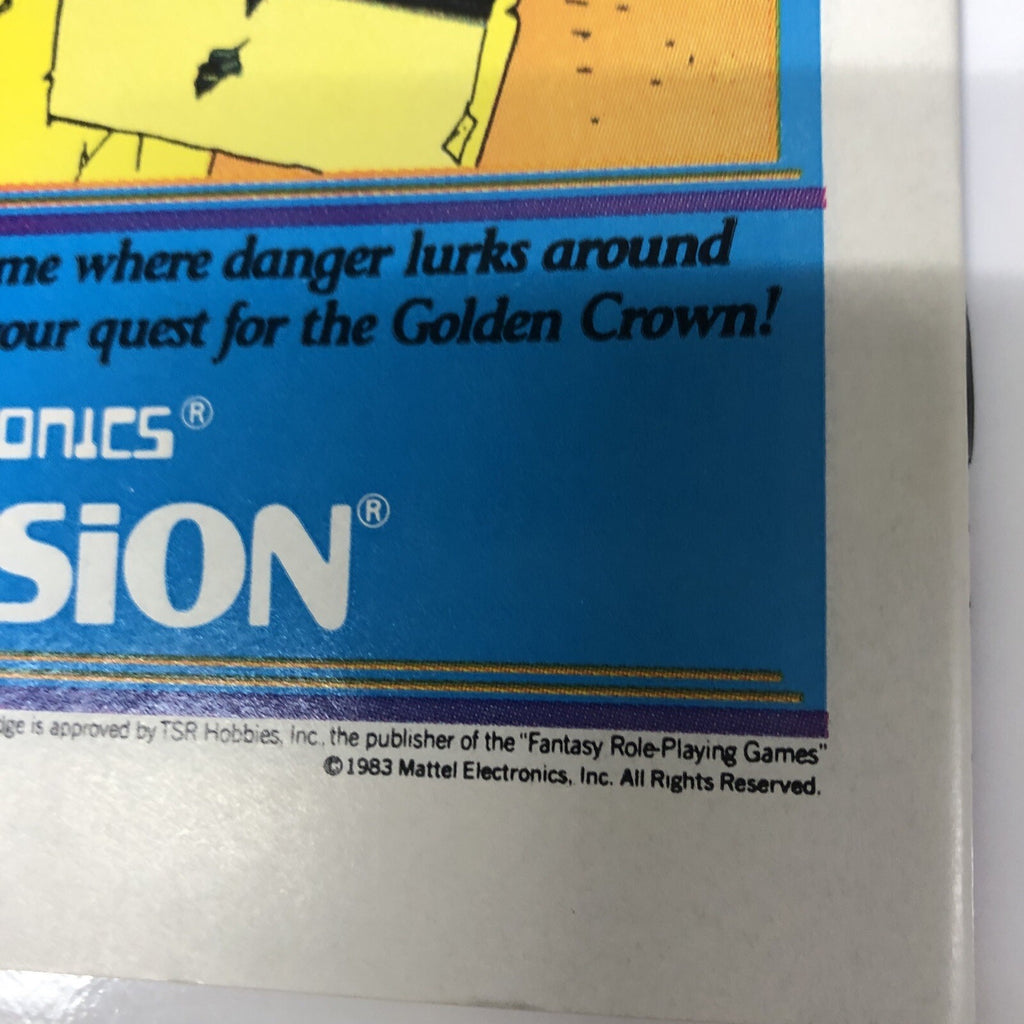 me where danger lurks around
our quest for the Golden Crown!
onics®
SiON®
dge is approved by TSR Hobbies, Inc., the publisher of the "Fantasy Role-Playing Games"
©1983 Mattel Electronics, Inc. All Rights Reserved.